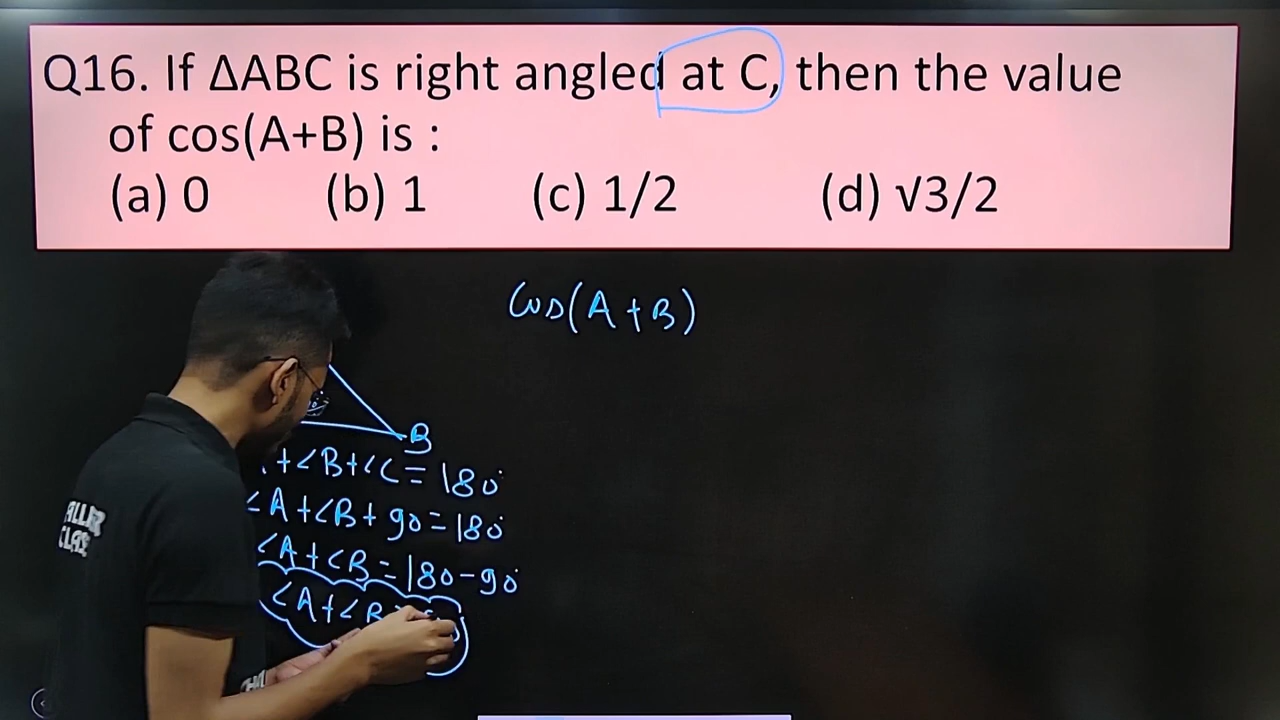 Q16. If ΔABC is right angled at C, then the value
of cos(A+B) is :
(a) 0 (b) 1 (c) 1/2 (d) √3/2
Cos(A+B)
B
+∠B+∠C=180°
∠A+∠B+90=180°
∠A+∠B=180-90°
∠A+∠B